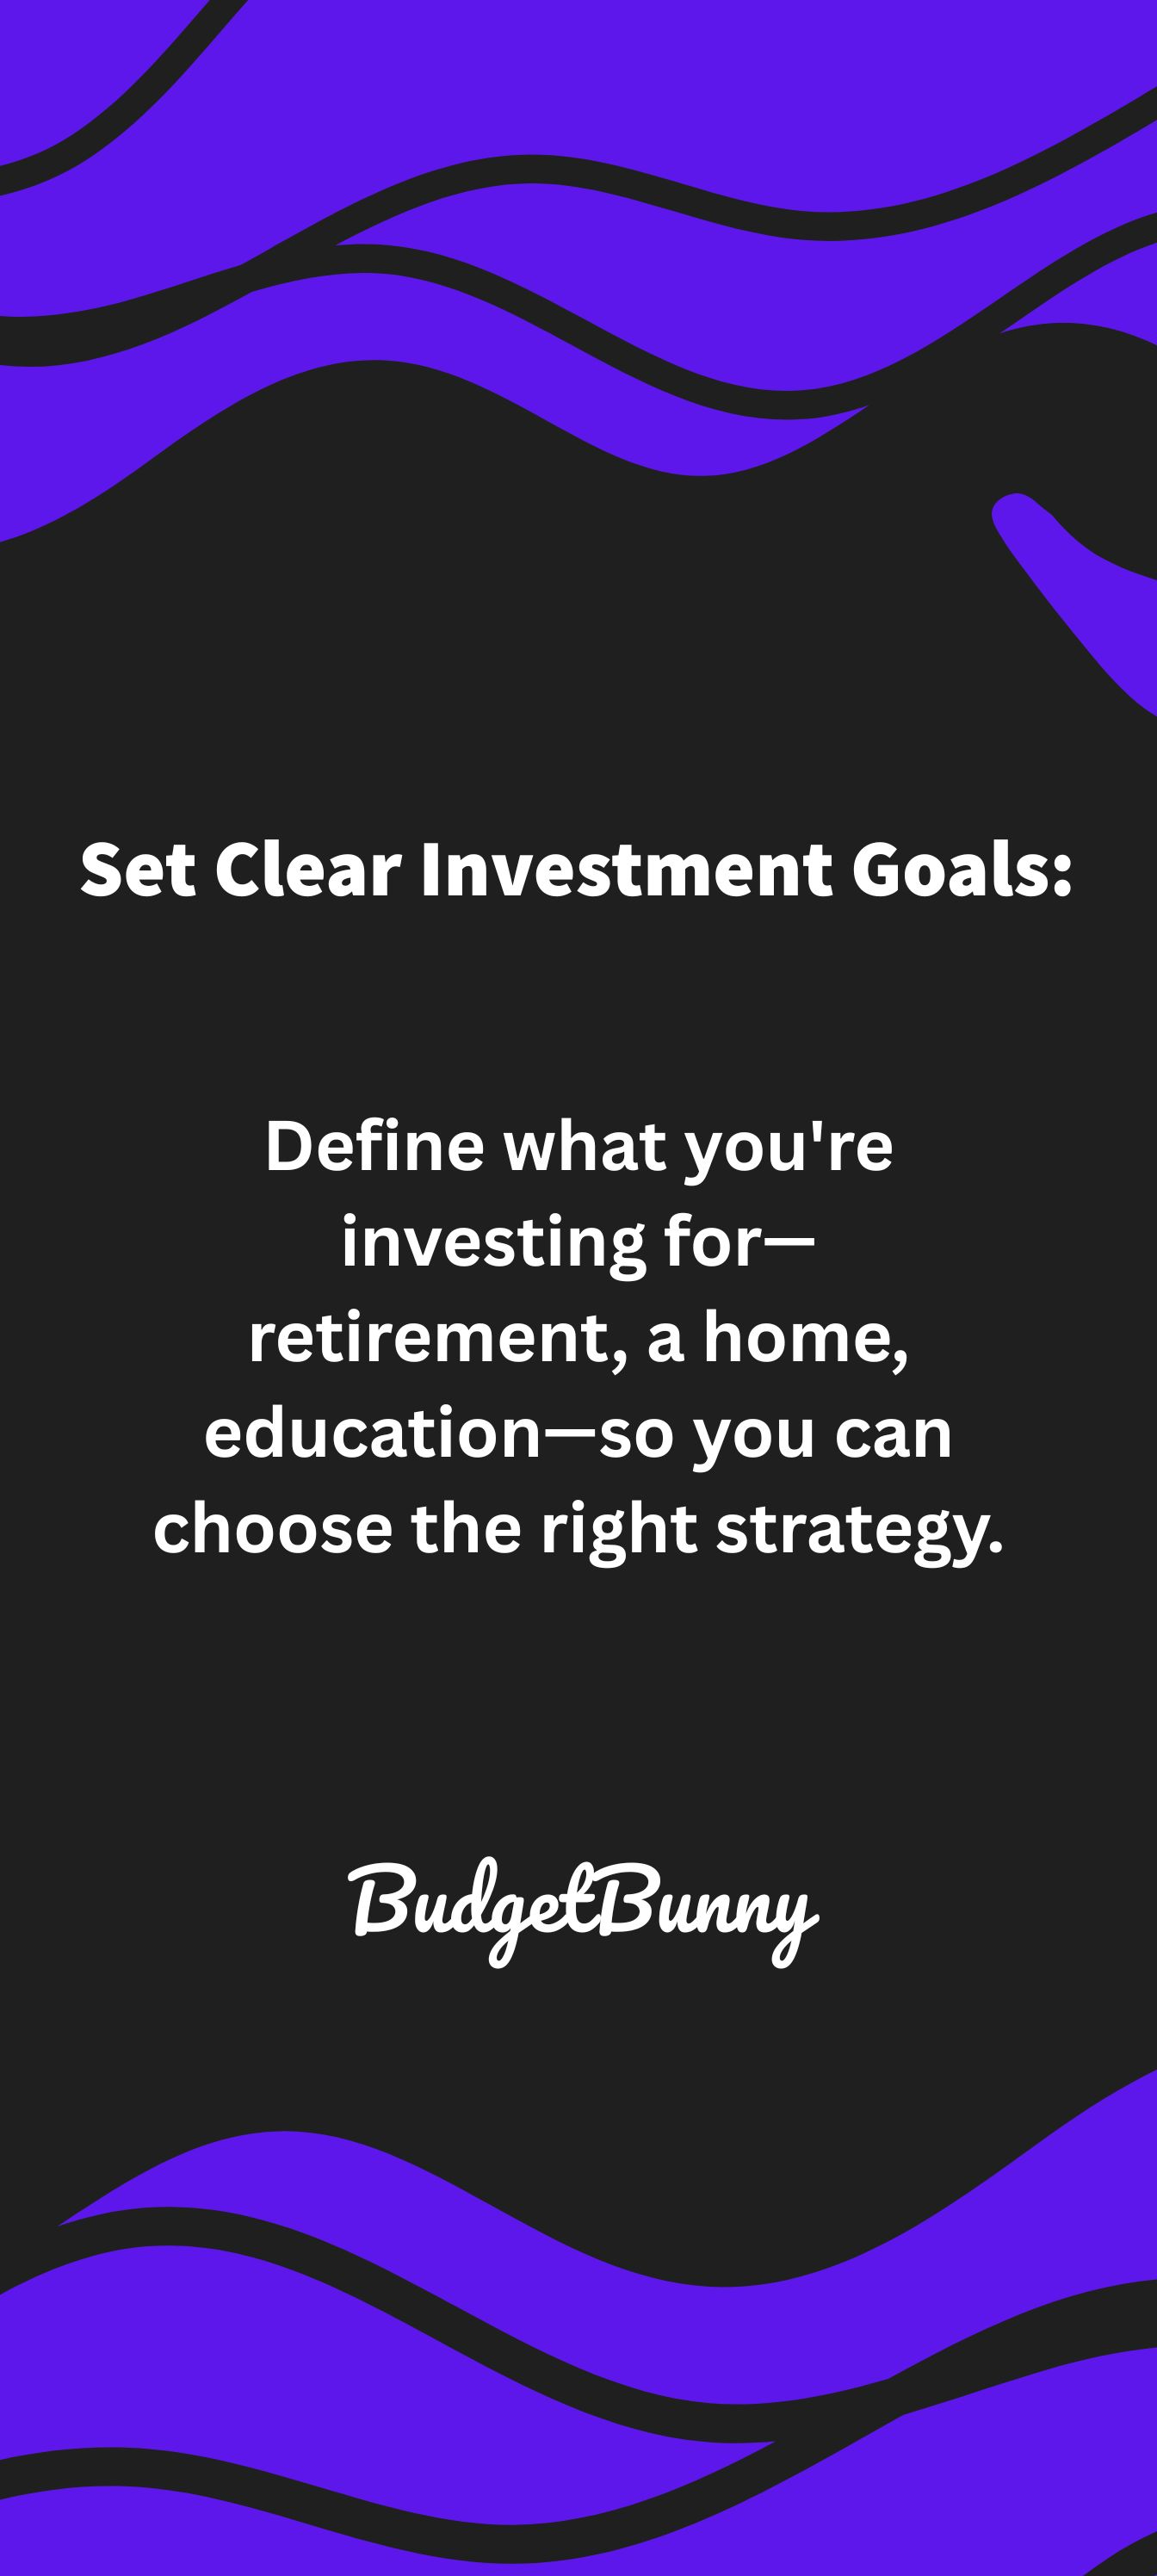 Set Clear Investment Goals:
Define what you're
investing for—
retirement, a home,
education—so you can
choose the right strategy.
BudgetBunny